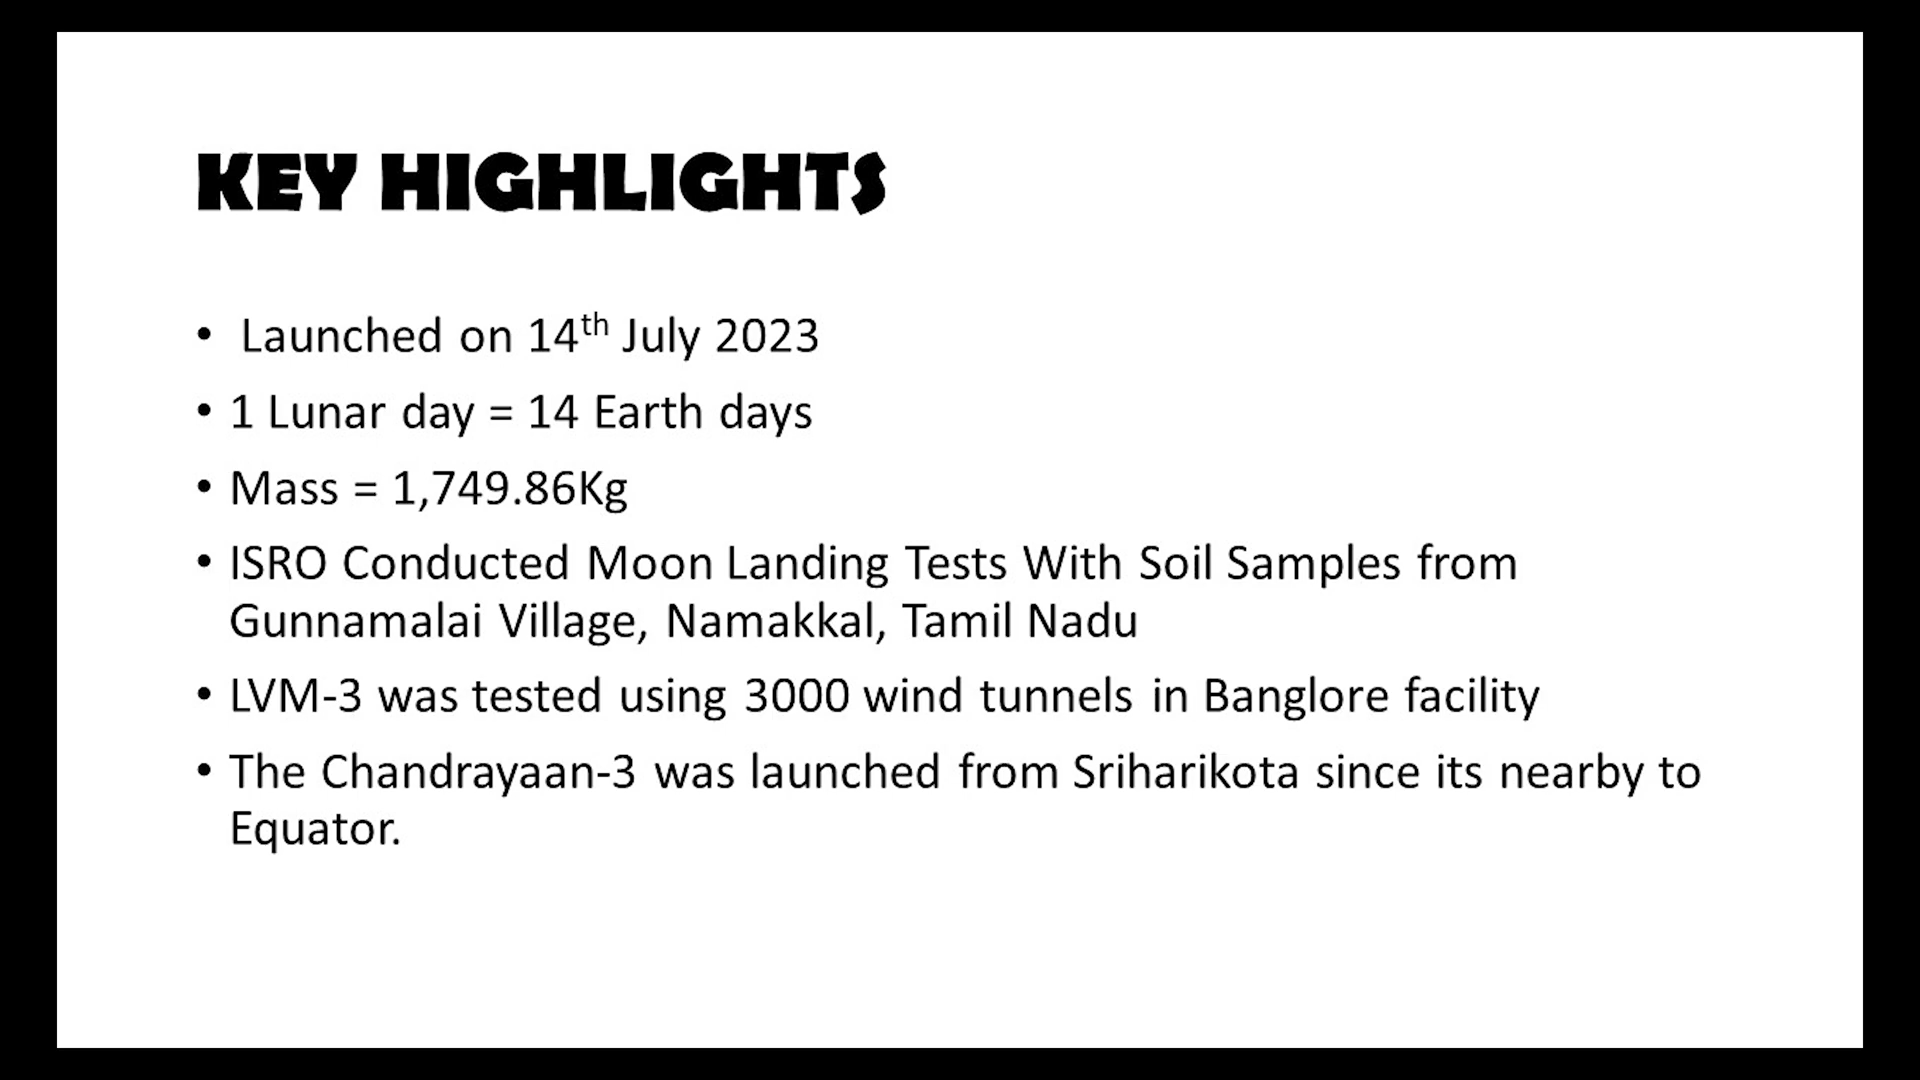 KEY HIGHLIGHTS
• Launched on 14th July 2023
• 1 Lunar day = 14 Earth days
• Mass = 1,749.86Kg
• ISRO Conducted Moon Landing Tests With Soil Samples from
Gunnamalai Village, Namakkal, Tamil Nadu
• LVM-3 was tested using 3000 wind tunnels in Banglore facility
• The Chandrayaan-3 was launched from Sriharikota since its nearby to
Equator.